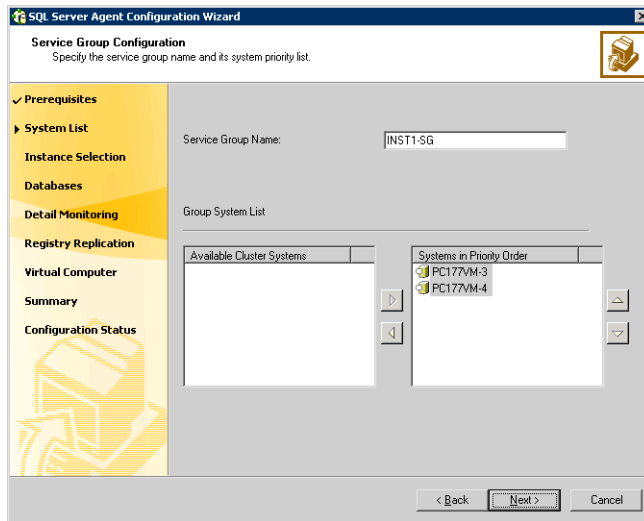 SQL Server Agent Configuration Wizard
Service Group Configuration
Specify the service group name and its system priority list.
Prerequisites
System List
Instance Selection
Databases
Detail Monitoring
Registry Replication
Virtual Computer
Summary
Configuration Status
Service Group Name:
INST1-SG
Group System List
Available Cluster Systems
Systems in Priority Order
PC177VM-3
PC177VM-4
< Back
Next >
Cancel